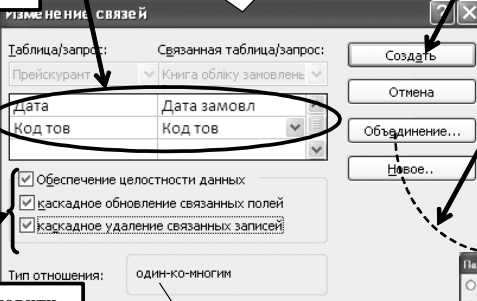 Изменение связей
Таблица/запрос: Связанная таблица/запрос:
Прейскурант Книга обліку замовлень
Дата Дата замовл
Код тов Код тов
Обеспечение целостности данных
каскадное обновление связанных полей
каскадное удаление связанных записей
Тип отношения: один-ко-многим
Создать
Отмена
Объединение...
Новое..